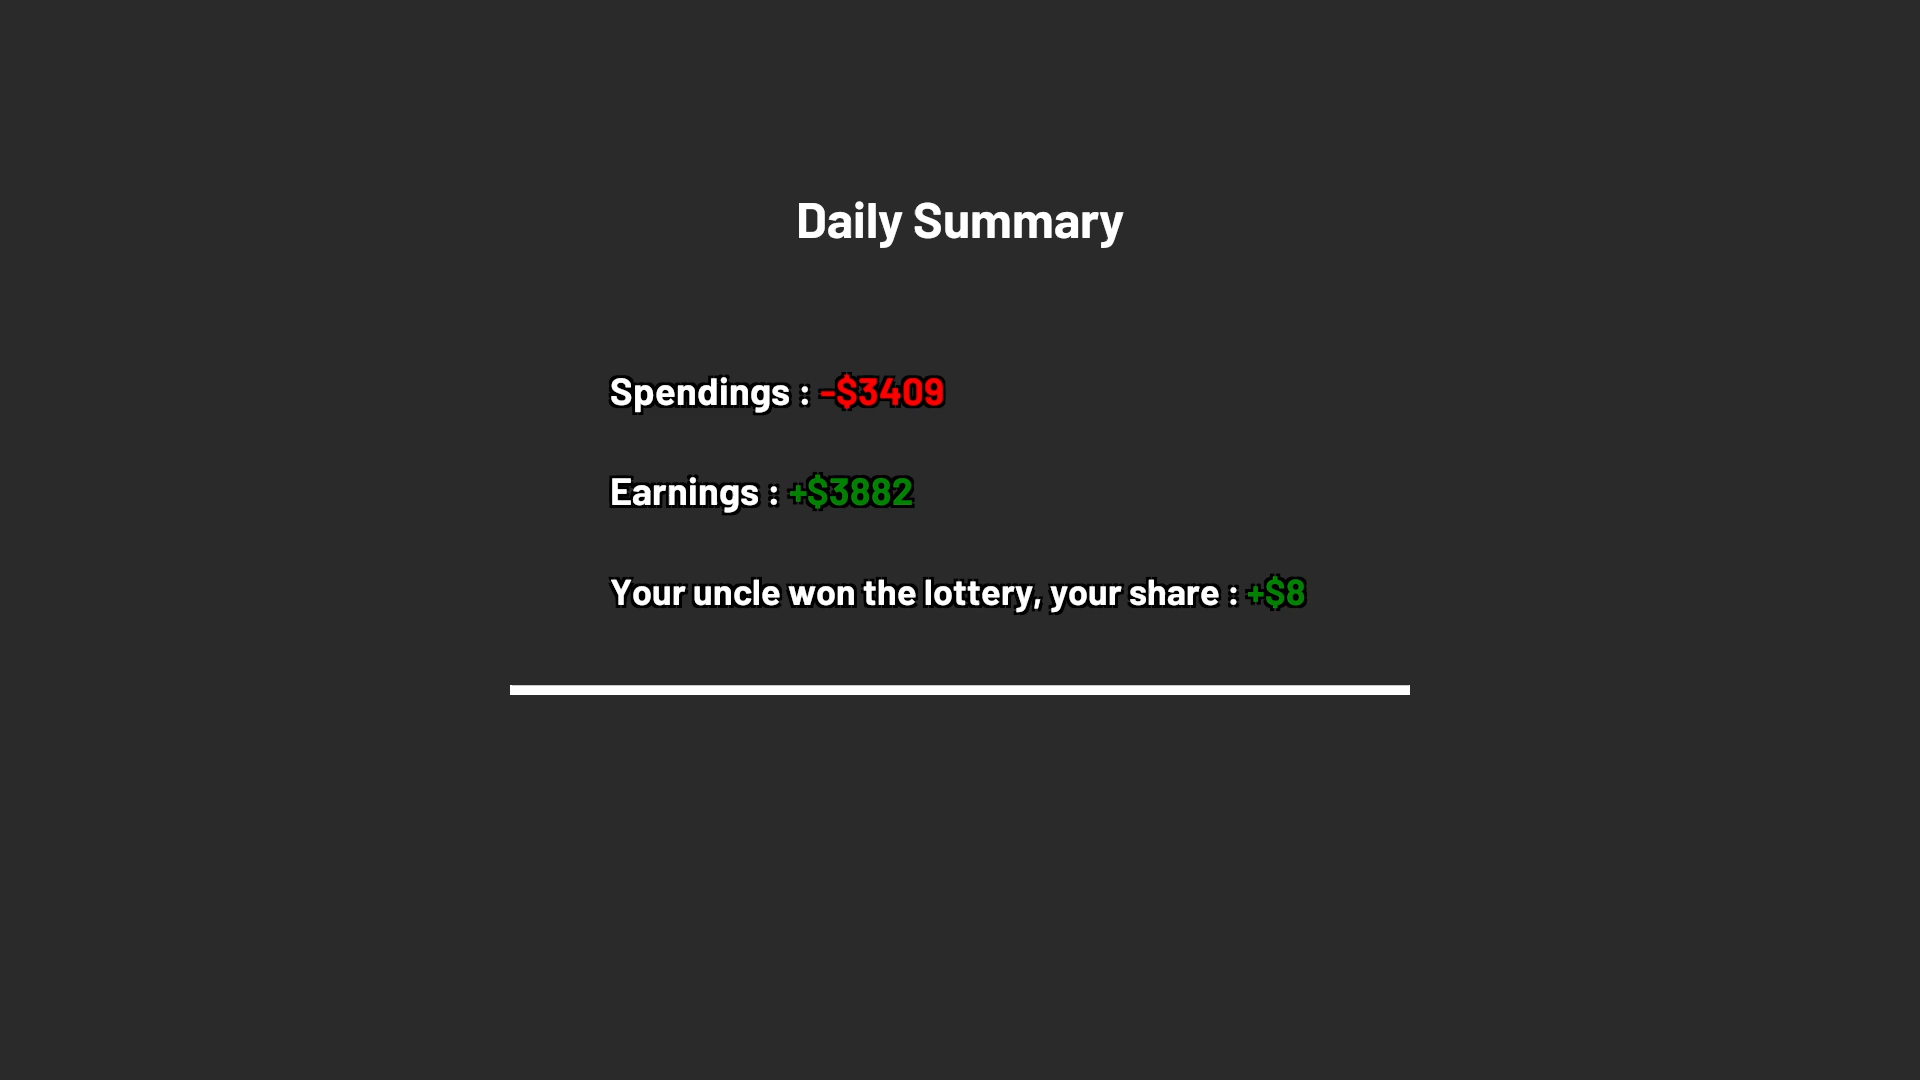 Daily Summary
Spendings : -$3409
Earnings : +$3882
Your uncle won the lottery, your share : +$8